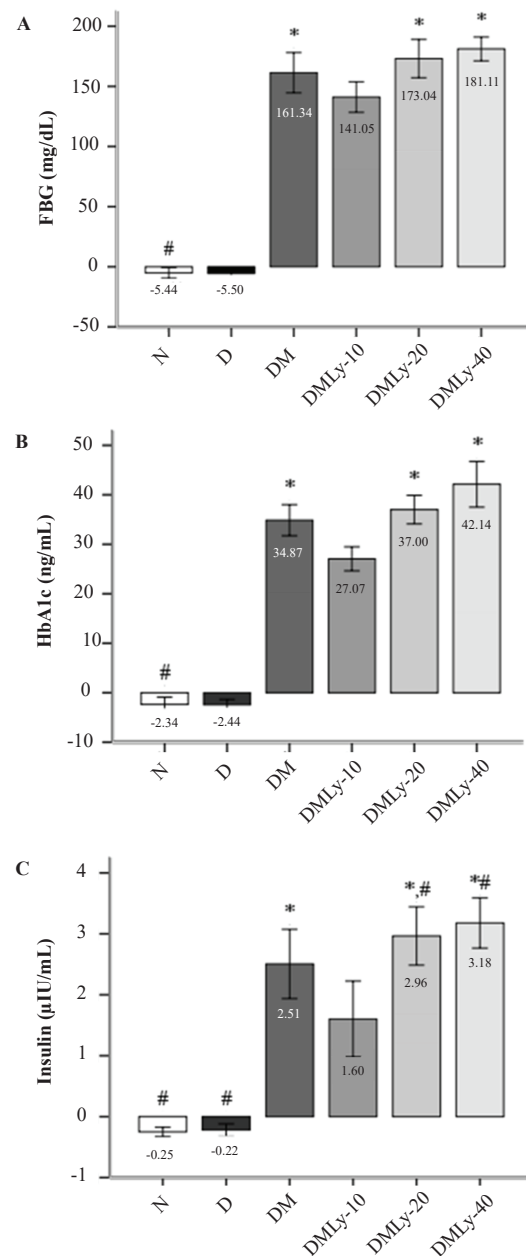 A
FBG (mg/dL)
200
150
100
50
0
-50
*
*
*
#
161.34
141.05
173.04
181.11
-5.44
-5.50
N
D
DM
DMLy-10
DMLy-20
DMLy-40
B
HbA1c (ng/mL)
50
40
30
20
10
0
-10
*
*
*
#
34.87
27.07
37.00
42.14
-2.34
-2.44
N
D
DM
DMLy-10
DMLy-20
DMLy-40
C
Insulin (µIU/mL)
4
3
2
1
0
-1
*
*,#
*#
#
#
2.51
1.60
2.96
3.18
-0.25
-0.22
N
D
DM
DMLy-10
DMLy-20
DMLy-40